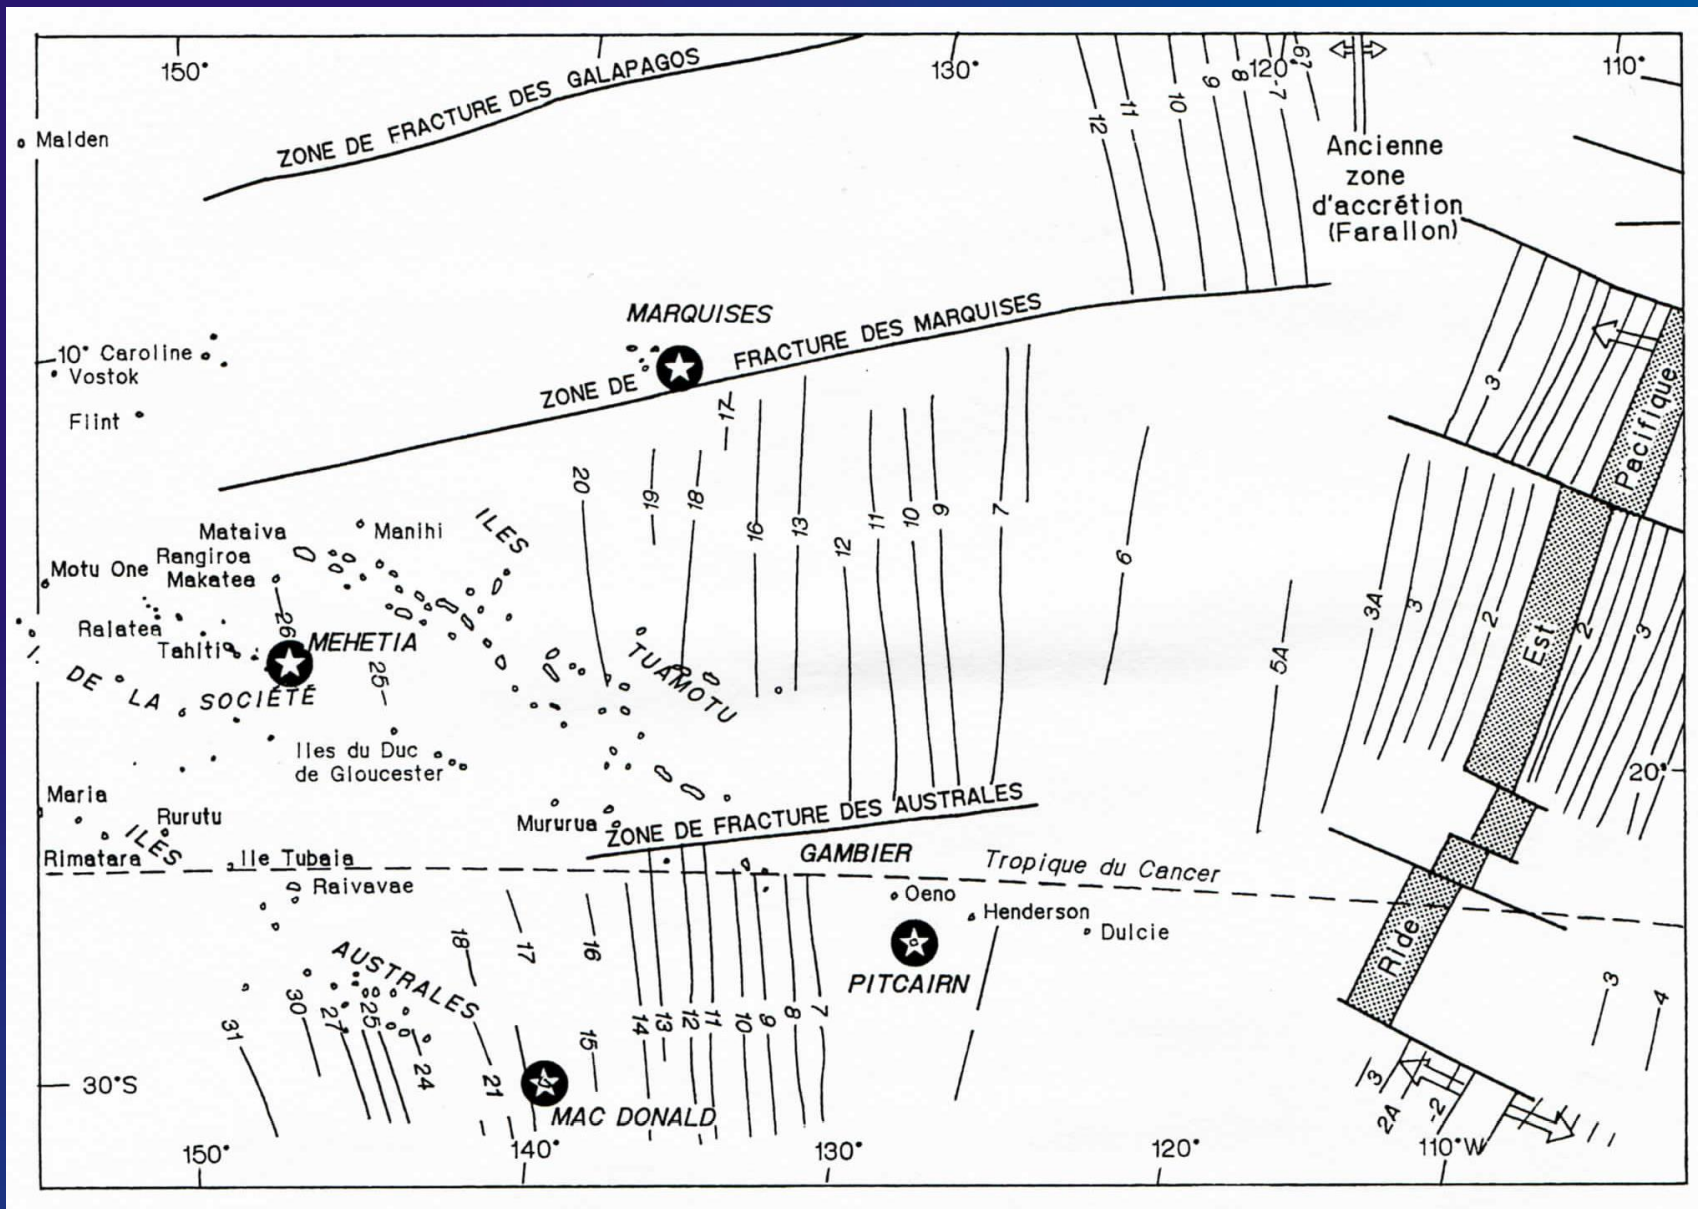 150°
130°
120°
110°
ZONE DE FRACTURE DES GALAPAGOS
12
11
10
9
8
-7
6?
Malden
Ancienne
zone
d'accrétion
(Farallon)
MARQUISES
ZONE DE FRACTURE DES MARQUISES
10° Caroline
Vostok
Flint
3
Pacifique
17
20
19
18
16
13
12
11
10
9
7
6
5A
3A
3
2
Est
2
3
ILES
Mataiva
Manihi
Rangiroa
Motu One
Makatea
Raiatea
Tahiti
26
MEHETIA
25
I. DE LA SOCIÉTÉ
TUAMOTU
Iles du Duc
de Gloucester
20°
Maria
Rurutu
Mururua
ZONE DE FRACTURE DES AUSTRALES
ILES
Rimatara
Ile Tubaia
GAMBIER
Tropique du Cancer
Raivavae
Oeno
Henderson
Dulcie
AUSTRALES
PITCAIRN
Ride
18
17
16
31
30
27
25
24
21
15
14
13
12
11
10
9
8
7
3
4
30°S
MAC DONALD
3
2A
-2
150°
140°
130°
120°
110°W